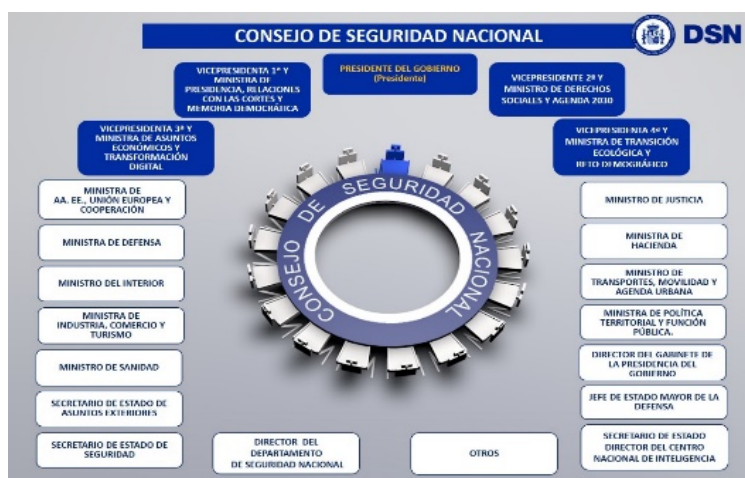 CONSEJO DE SEGURIDAD NACIONAL
DSN
PRESIDENTE DEL GOBIERNO
(Presidente)
VICEPRESIDENTA 1ª Y
MINISTRA DE
PRESIDENCIA, RELACIONES
CON LAS CORTES Y
MEMORIA DEMOCRÁTICA
VICEPRESIDENTE 2ª Y
MINISTRO DE DERECHOS
SOCIALES Y AGENDA 2030
VICEPRESIDENTA 3ª Y
MINISTRA DE ASUNTOS
ECONÓMICOS Y
TRANSFORMACIÓN
DIGITAL
VICEPRESIDENTA 4ª Y
MINISTRA DE TRANSICIÓN
ECOLÓGICA Y
RETO DEMOGRÁFICO
CONSEJO DE SEGURIDAD NACIONAL
MINISTRA DE
AA. EE., UNIÓN EUROPEA Y
COOPERACIÓN
MINISTRA DE DEFENSA
MINISTRO DEL INTERIOR
MINISTRA DE
INDUSTRIA, COMERCIO Y
TURISMO
MINISTRO DE SANIDAD
SECRETARIO DE ESTADO DE
ASUNTOS EXTERIORES
SECRETARIO DE ESTADO DE
SEGURIDAD
MINISTRO DE JUSTICIA
MINISTRA DE
HACIENDA
MINISTRO DE
TRANSPORTES, MOVILIDAD Y
AGENDA URBANA
MINISTRA DE POLÍTICA
TERRITORIAL Y FUNCIÓN
PÚBLICA.
DIRECTOR DEL GABINETE DE
LA PRESIDENCIA DEL
GOBIERNO
JEFE DE ESTADO MAYOR DE LA
DEFENSA
SECRETARIO DE ESTADO
DIRECTOR DEL CENTRO
NACIONAL DE INTELIGENCIA
DIRECTOR DEL
DEPARTAMENTO
DE SEGURIDAD NACIONAL
OTROS